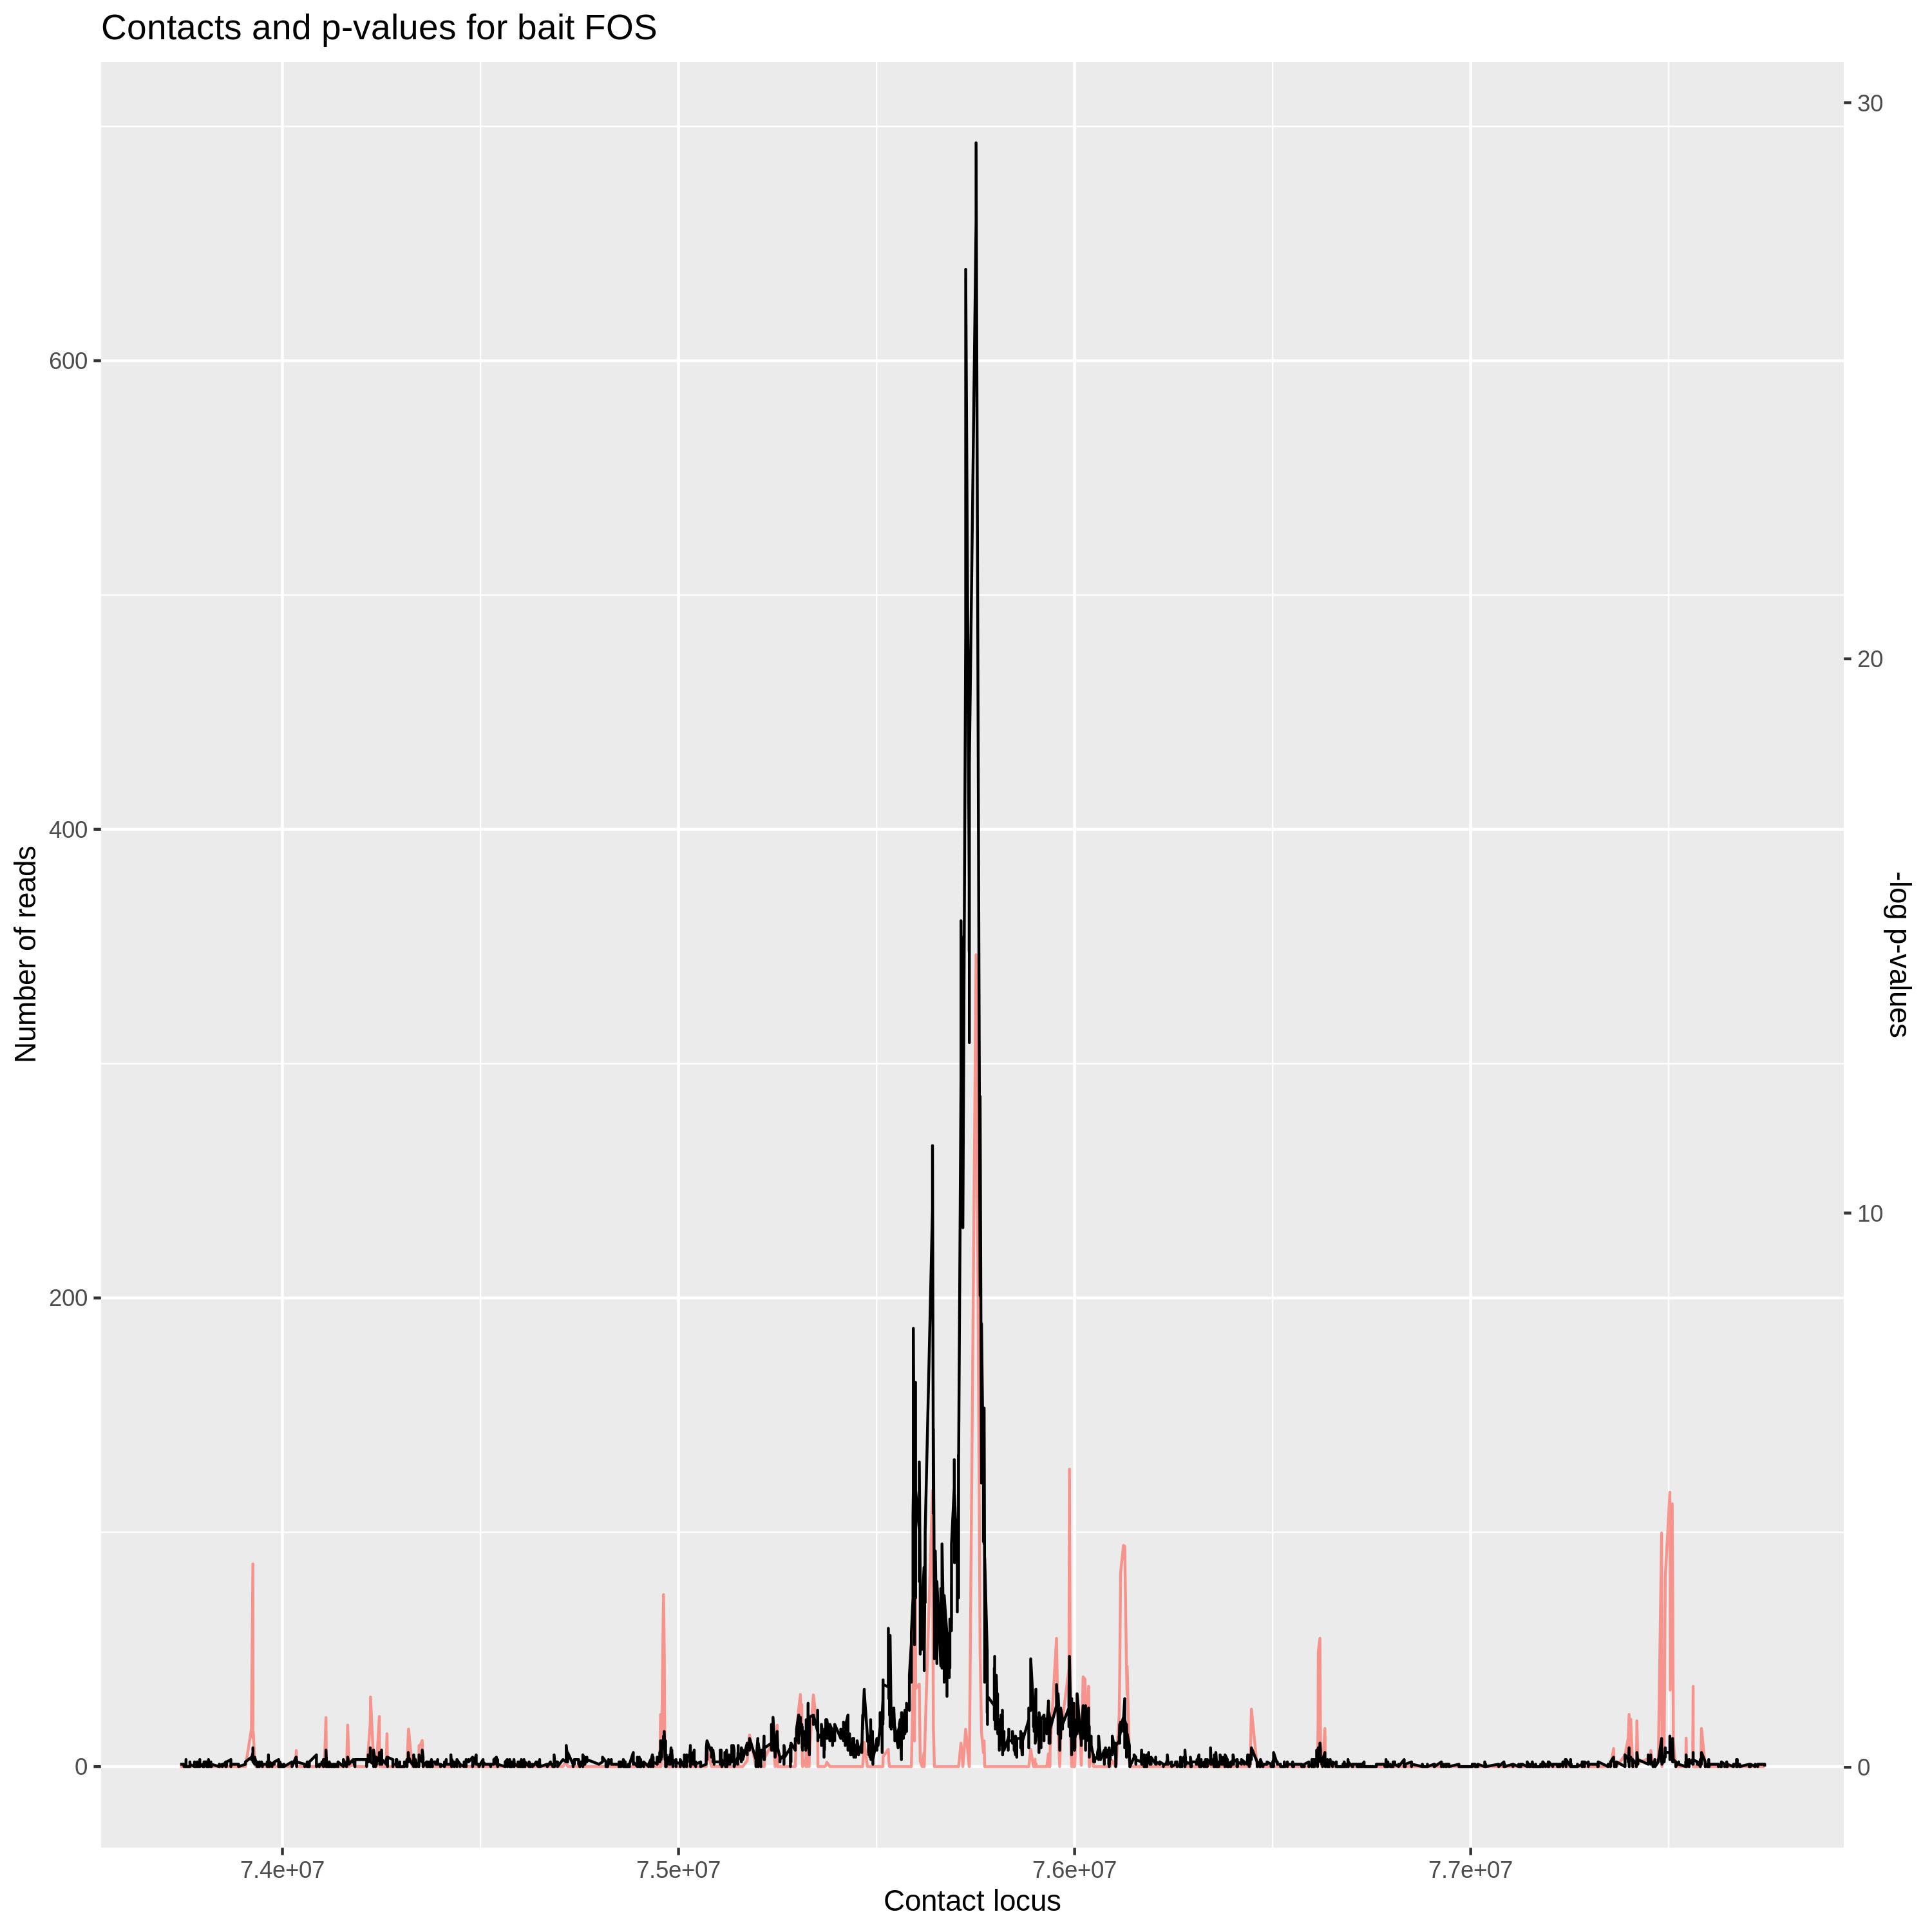 Contacts and p-values for bait FOS
30
600
20
400
Number of reads
-log p-values
10
200
0
0
7.4e+07
7.5e+07
7.6e+07
7.7e+07
Contact locus